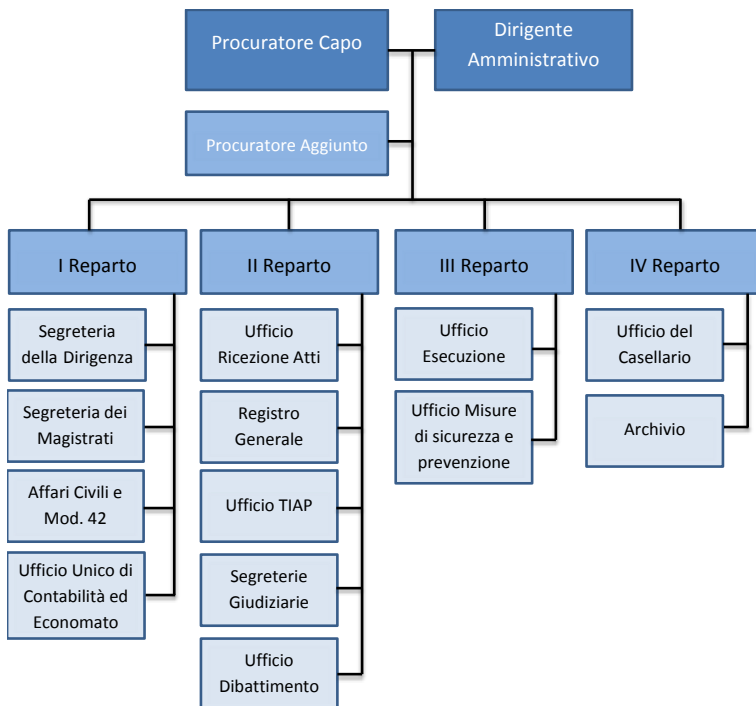 Procuratore Capo
Dirigente
Amministrativo
Procuratore Aggiunto
I Reparto
II Reparto
III Reparto
IV Reparto
Segreteria
della Dirigenza
Segreteria dei
Magistrati
Affari Civili e
Mod. 42
Ufficio Unico di
Contabilità ed
Economato
Ufficio
Ricezione Atti
Registro
Generale
Ufficio TIAP
Segreterie
Giudiziarie
Ufficio
Dibattimento
Ufficio
Esecuzione
Ufficio Misure
di sicurezza e
prevenzione
Ufficio del
Casellario
Archivio